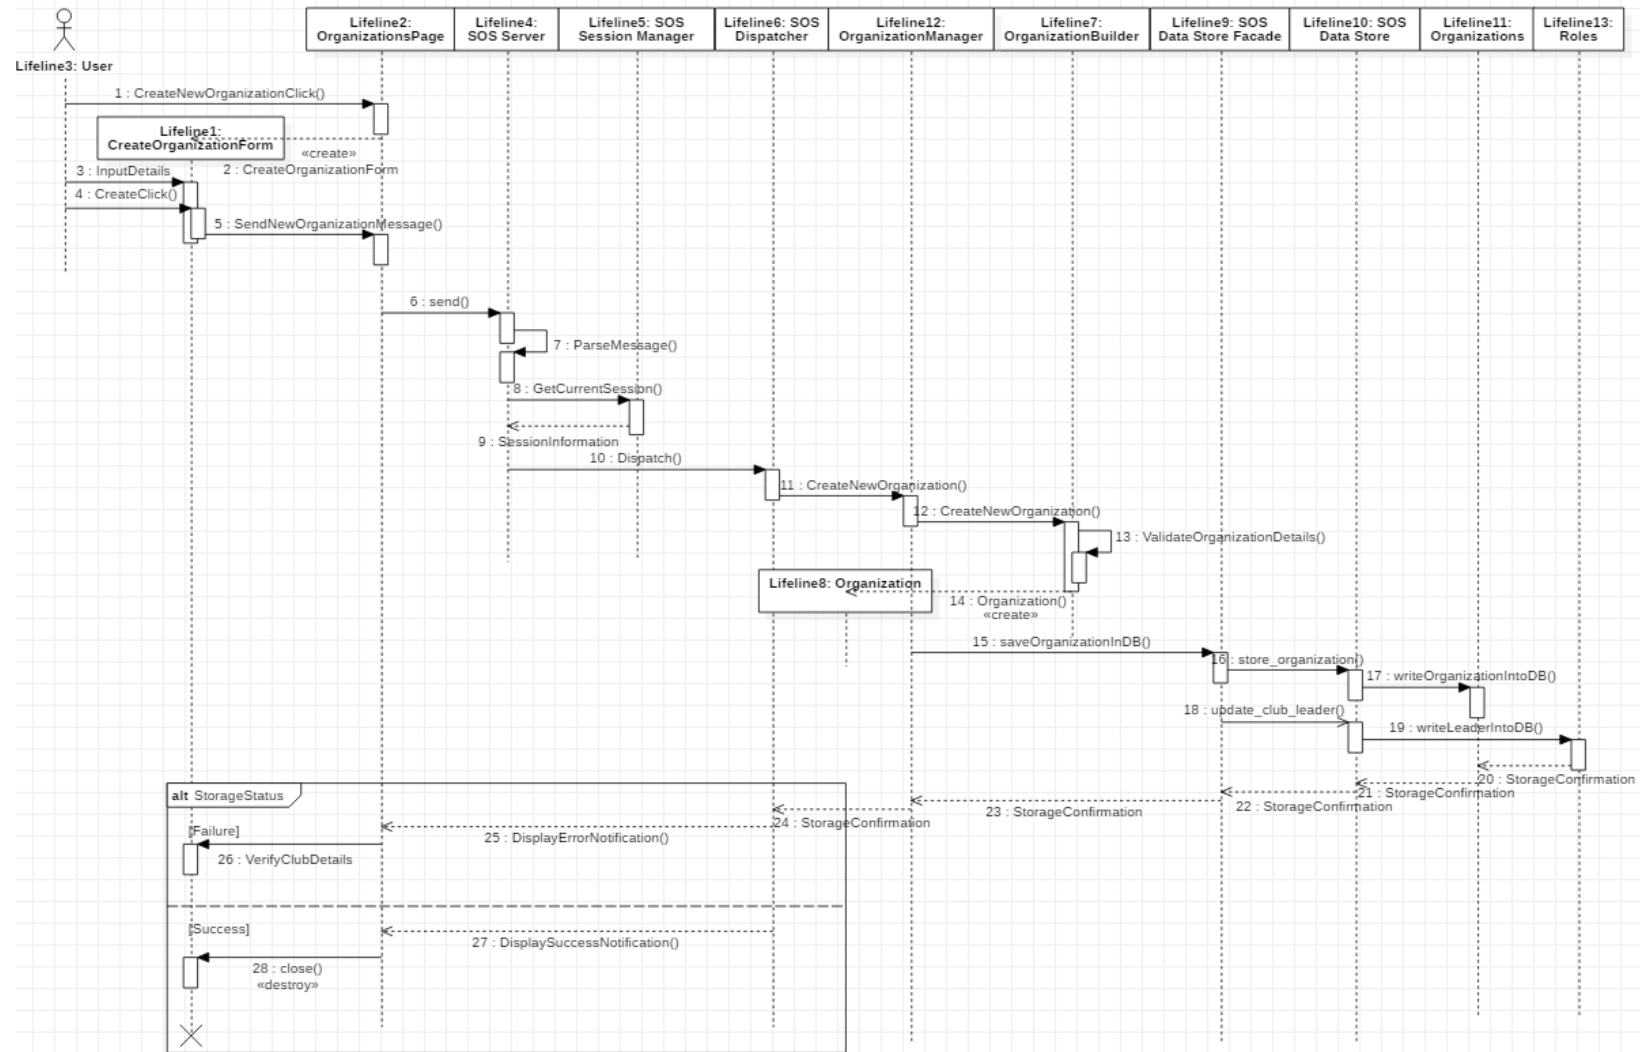 Lifeline2:
OrganizationsPage
Lifeline4:
SOS Server
Lifeline5: SOS
Session Manager
Lifeline6: SOS
Dispatcher
Lifeline12:
OrganizationManager
Lifeline7:
OrganizationBuilder
Lifeline9: SOS
Data Store Facade
Lifeline10: SOS
Data Store
Lifeline11:
Organizations
Lifeline13:
Roles
Lifeline3: User
1 : CreateNewOrganizationClick()
Lifeline1:
CreateOrganizationForm
«create»
2 : CreateOrganizationForm
3 : InputDetails
4 : CreateClick()
5 : SendNewOrganizationMessage()
6 : send()
7 : ParseMessage()
8 : GetCurrentSession()
9 : SessionInformation
10 : Dispatch()
11 : CreateNewOrganization()
12 : CreateNewOrganization()
13 : ValidateOrganizationDetails()
Lifeline8: Organization
14 : Organization()
«create»
15 : saveOrganizationInDB()
16 : store_organization()
17 : writeOrganizationIntoDB()
18 : update_club_leader()
19 : writeLeaderIntoDB()
20 : StorageConfirmation
21 : StorageConfirmation
22 : StorageConfirmation
23 : StorageConfirmation
24 : StorageConfirmation
alt StorageStatus
[Failure]
25 : DisplayErrorNotification()
26 : VerifyClubDetails
[Success]
27 : DisplaySuccessNotification()
28 : close()
«destroy»